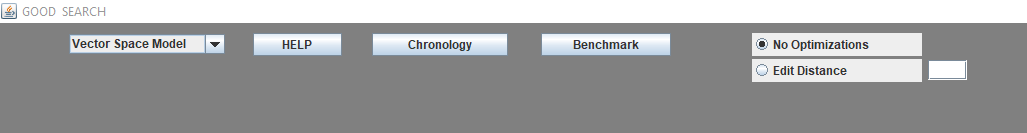 GOOD SEARCH
Vector Space Model HELP Chronology Benchmark No Optimizations
Edit Distance